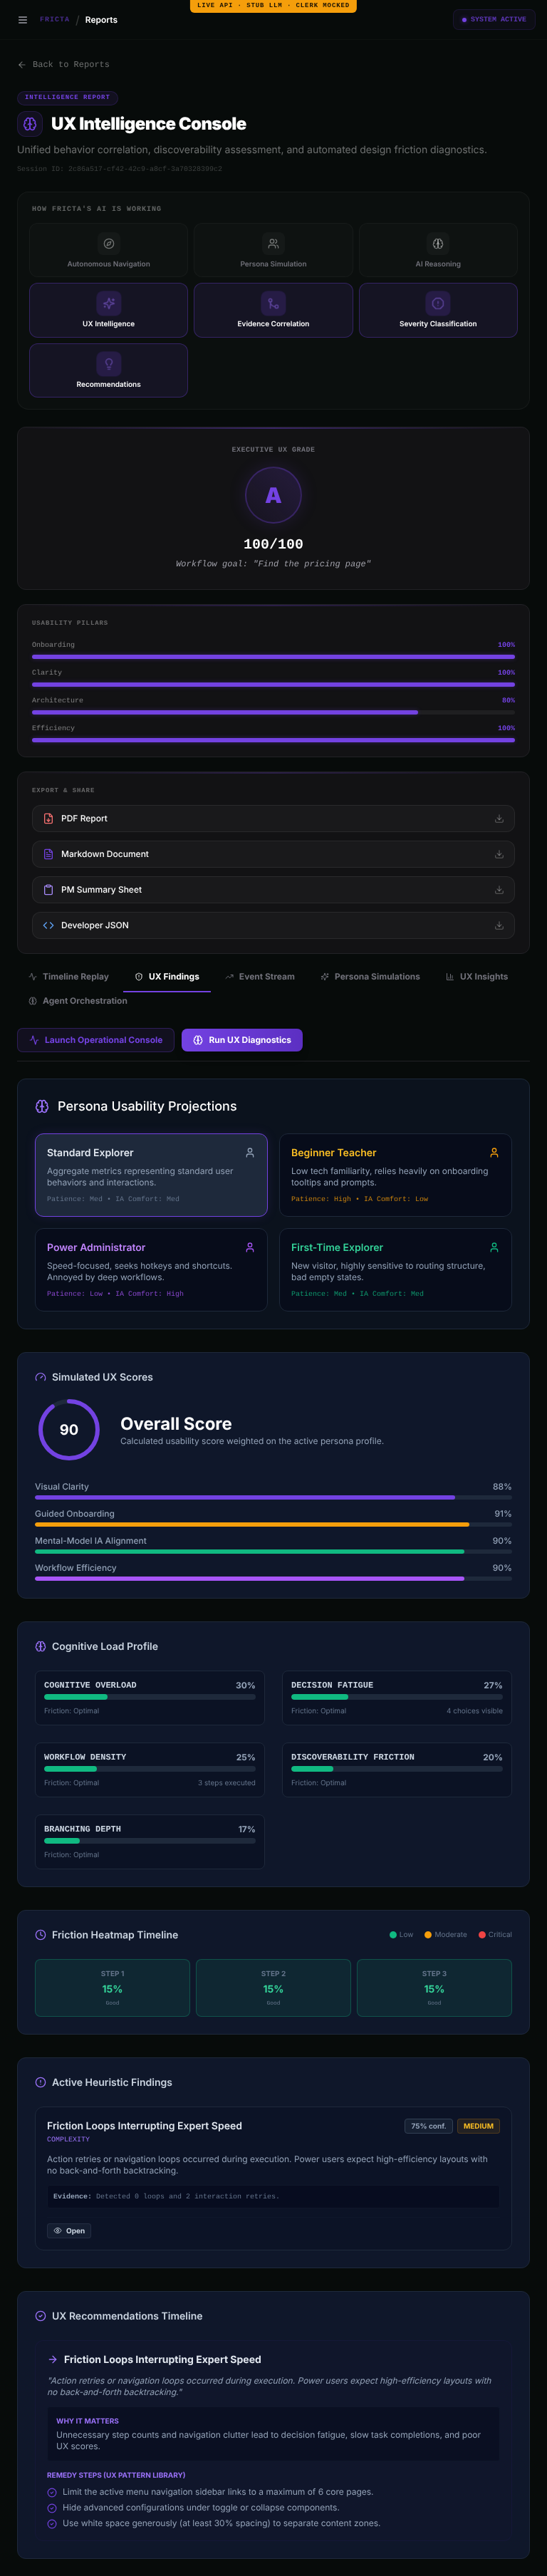 LIVE API · STUB LLM · CLERK MOCKED
FRICTA / Reports
SYSTEM ACTIVE
Back to Reports
INTELLIGENCE REPORT
UX Intelligence Console
Unified behavior correlation, discoverability assessment, and automated design friction diagnostics.
HOW FRICTA'S AI IS WORKING
Autonomous Navigation
Persona Simulation
AI Reasoning
UX Intelligence
Evidence Correlation
Severity Classification
Recommendations
EXECUTIVE UX GRADE
A
100/100
Workflow goal: "Find the pricing page"
USABILITY PILLARS
Onboarding 100%
Clarity 100%
Architecture 80%
Efficiency 100%
EXPORT & SHARE
PDF Report
Markdown Document
PM Summary Sheet
Developer JSON
Timeline Replay
UX Findings
Event Stream
Persona Simulations
UX Insights
Agent Orchestration
Launch Operational Console
Run UX Diagnostics
Persona Usability Projections
Standard Explorer
Aggregate metrics representing standard user
behaviors and interactions.
Patience: Med • IA Comfort: Med
Beginner Teacher
Low tech familiarity, relies heavily on onboarding
tooltips and prompts.
Patience: High • IA Comfort: Low
Power Administrator
Speed-focused, seeks hotkeys and shortcuts.
Annoyed by deep workflows.
Patience: Low • IA Comfort: High
First-Time Explorer
New visitor, highly sensitive to routing structure,
bad empty states.
Patience: Med • IA Comfort: Med
Simulated UX Scores
90
Overall Score
Calculated usability score weighted on the active persona profile.
Visual Clarity 88%
Guided Onboarding 91%
Mental-Model IA Alignment 90%
Workflow Efficiency 90%
Cognitive Load Profile
COGNITIVE OVERLOAD 30%
Friction: Optimal
DECISION FATIGUE 27%
Friction: Optimal 4 choices visible
WORKFLOW DENSITY 25%
Friction: Optimal 3 steps executed
DISCOVERABILITY FRICTION 20%
Friction: Optimal
BRANCHING DEPTH 17%
Friction: Optimal
Friction Heatmap Timeline
Low Moderate Critical
STEP 1
15%
Good
STEP 2
15%
Good
STEP 3
15%
Good
Active Heuristic Findings
Friction Loops Interrupting Expert Speed
75% conf. MEDIUM
COMPLEXITY
Action retries or navigation loops occurred during execution. Power users expect high-efficiency layouts with
no back-and-forth backtracking.
Evidence: Detected 0 loops and 2 interaction retries.
Open
UX Recommendations Timeline
Friction Loops Interrupting Expert Speed
"Action retries or navigation loops occurred during execution. Power users expect high-efficiency layouts with
no back-and-forth backtracking."
WHY IT MATTERS
Unnecessary step counts and navigation clutter lead to decision fatigue, slow task completions, and poor
UX scores.
REMEDY STEPS (UX PATTERN LIBRARY)
Limit the active menu navigation sidebar links to a maximum of 6 core pages.
Hide advanced configurations under toggle or collapse components.
Use white space generously (at least 30% spacing) to separate content zones.